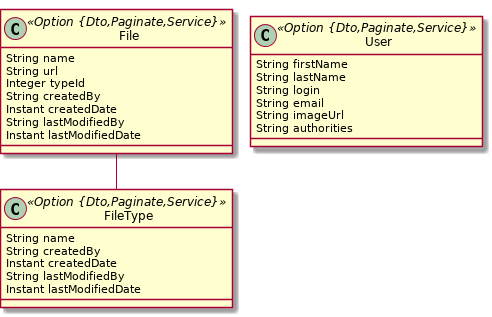 C «Option {Dto,Paginate,Service}»
File
String name
String url
Integer typeId
String createdBy
Instant createdDate
String lastModifiedBy
Instant lastModifiedDate
C «Option {Dto,Paginate,Service}»
User
String firstName
String lastName
String login
String email
String imageUrl
String authorities
C «Option {Dto,Paginate,Service}»
FileType
String name
String createdBy
Instant createdDate
String lastModifiedBy
Instant lastModifiedDate